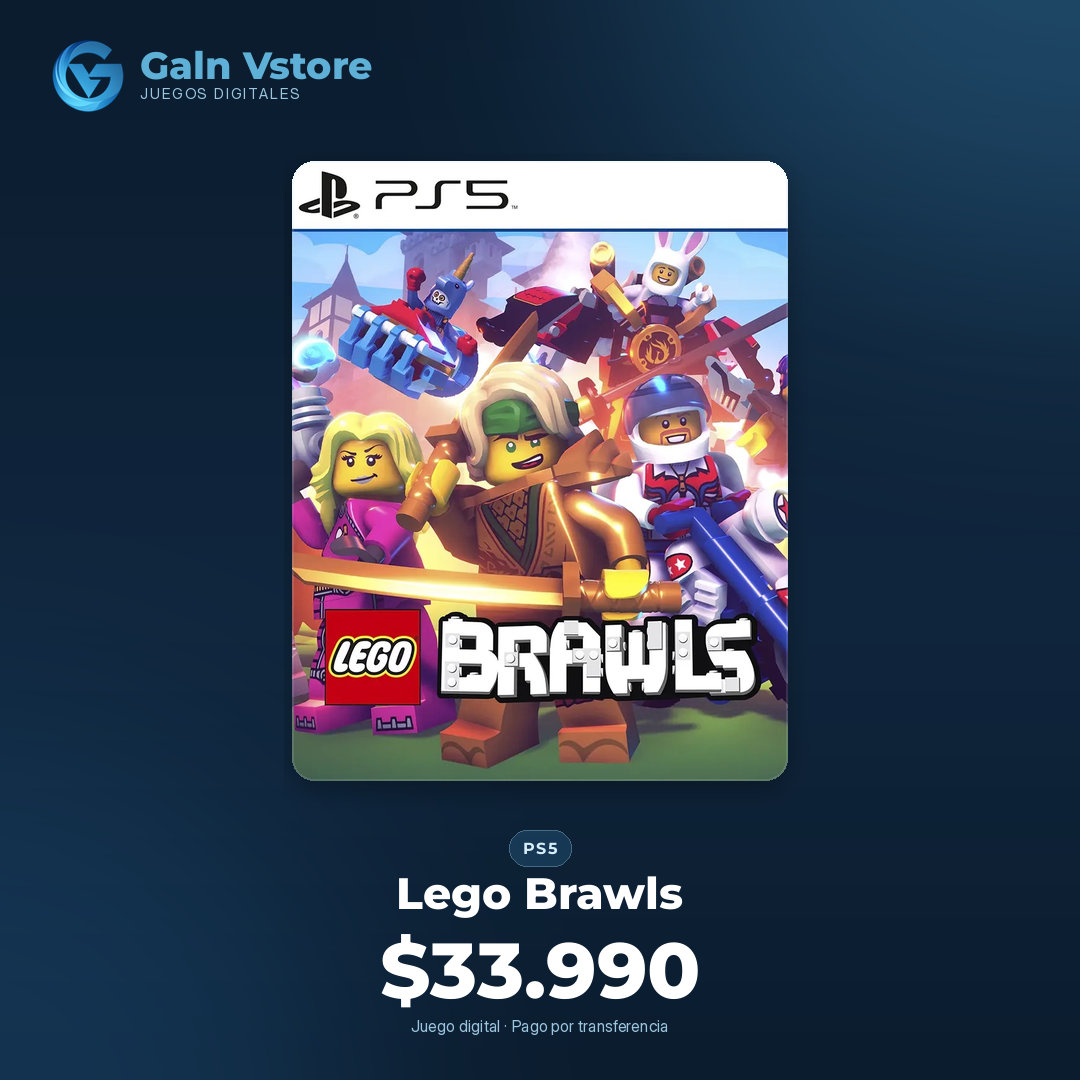 Galn Vstore
JUEGOS DIGITALES
PS5
LEGO BRAWLS
PS5
Lego Brawls
$33.990
Juego digital · Pago por transferencia